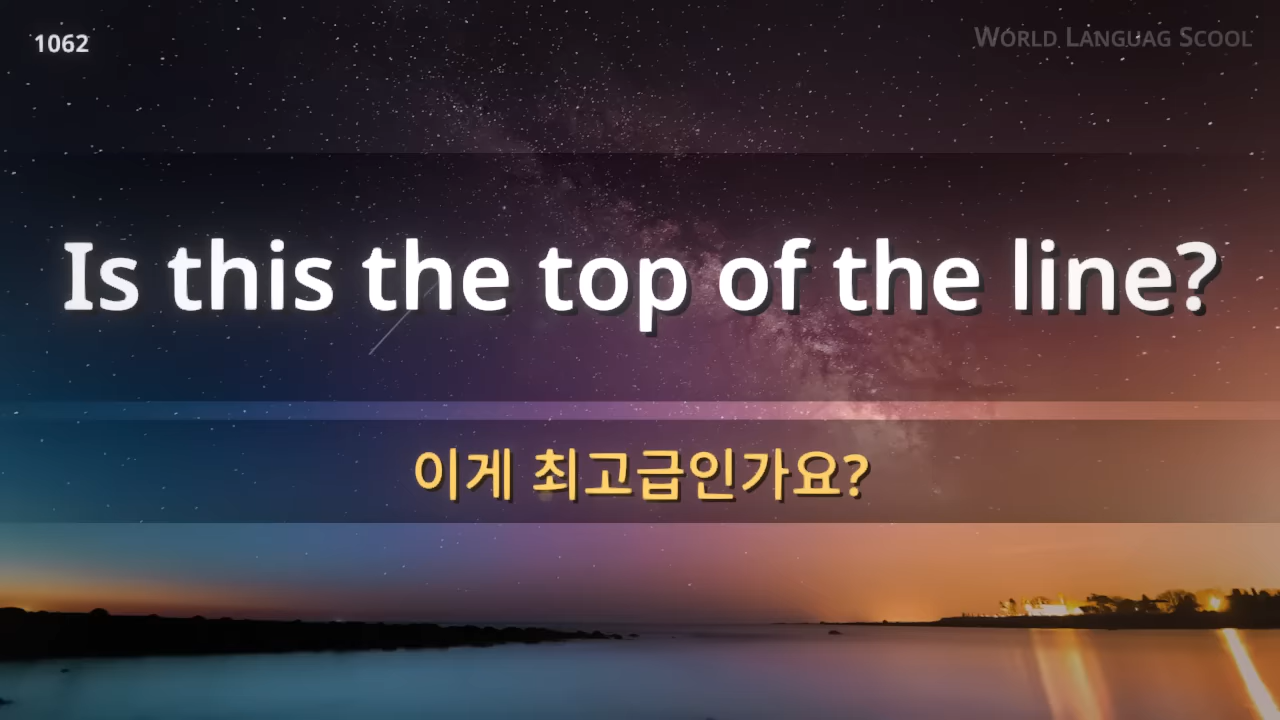 1062
WORLD LANGUAG SCOOL
Is this the top of the line?
이게 최고급인가요?